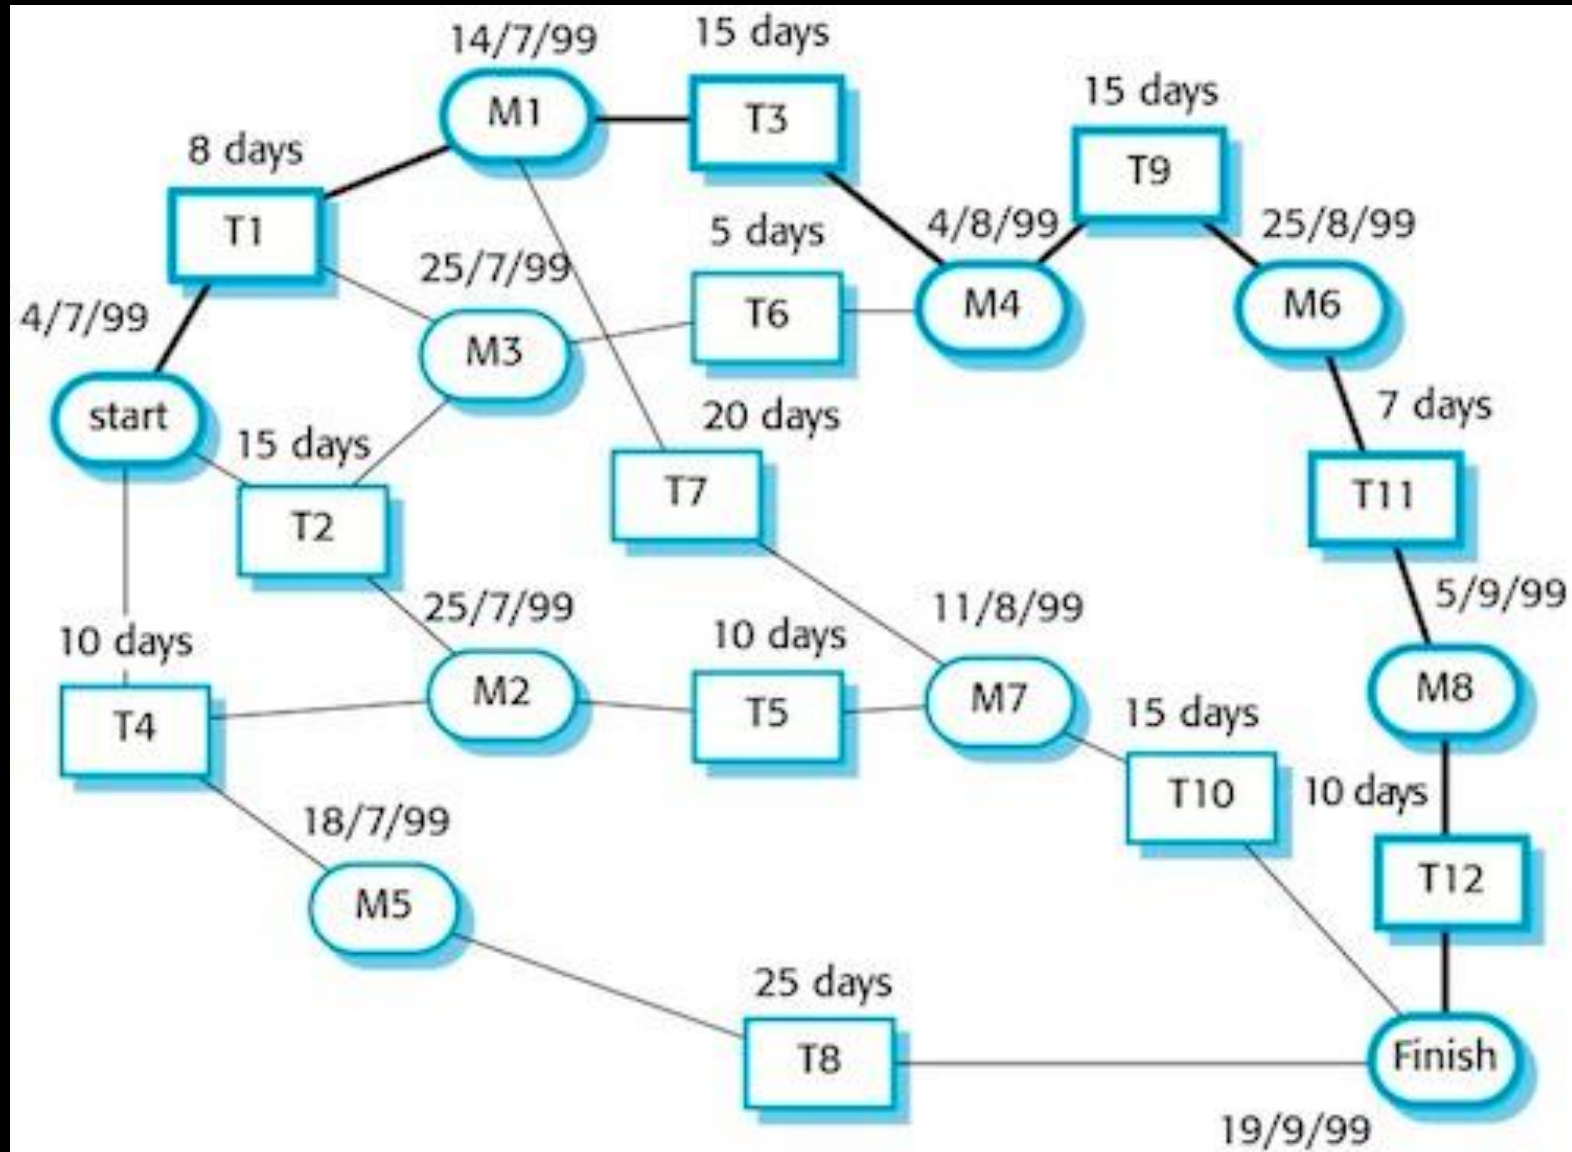 14/7/99
15 days
M1
T3
15 days
8 days
T9
T1
5 days
4/8/99
25/8/99
25/7/99
4/7/99
M3
T6
M4
M6
start
15 days
20 days
7 days
T2
T7
T11
25/7/99
11/8/99
5/9/99
10 days
10 days
M2
T5
M7
M8
T4
15 days
18/7/99
T10
10 days
M5
T12
25 days
T8
Finish
19/9/99